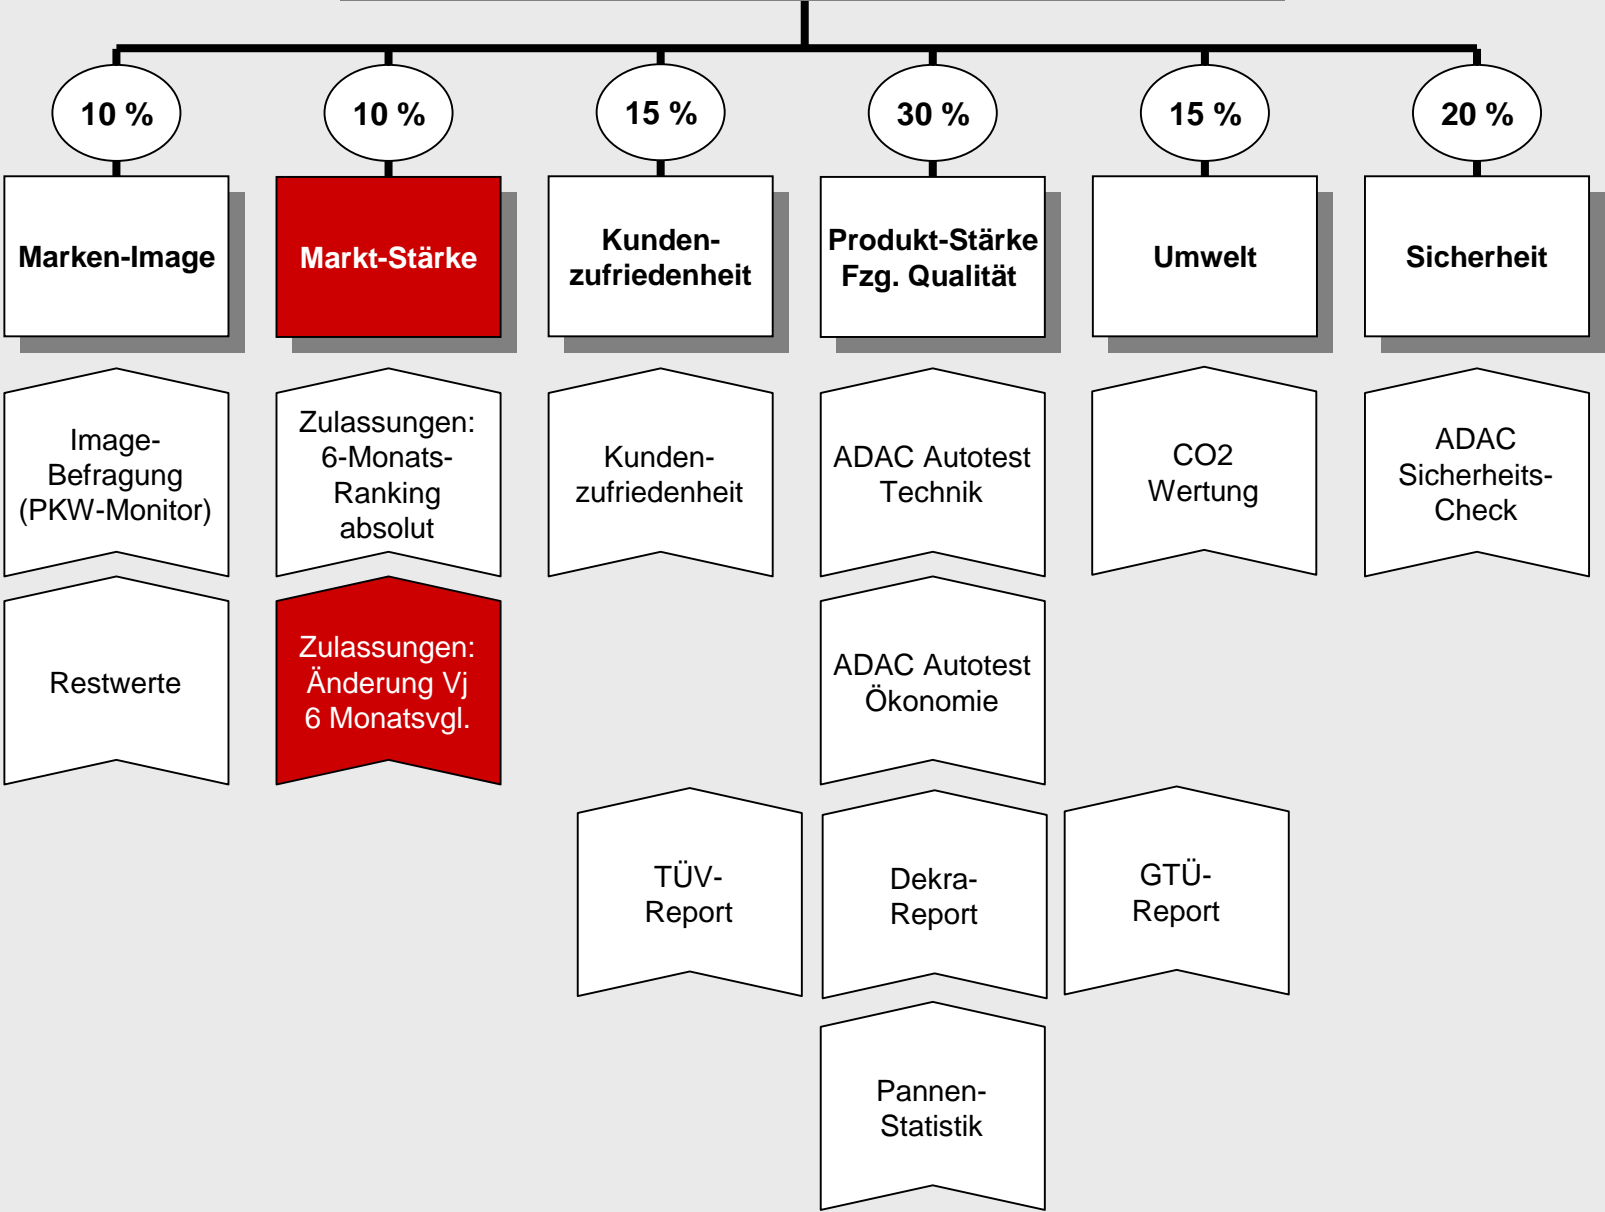 10 %
10 %
15 %
30 %
15 %
20 %
Marken-Image
Markt-Stärke
Kunden-
zufriedenheit
Produkt-Stärke
Fzg. Qualität
Umwelt
Sicherheit
Image-
Befragung
(PKW-Monitor)
Zulassungen:
6-Monats-
Ranking
absolut
Kunden-
zufriedenheit
ADAC Autotest
Technik
CO2
Wertung
ADAC
Sicherheits-
Check
Restwerte
Zulassungen:
Änderung Vj
6 Monatsvgl.
ADAC Autotest
Ökonomie
TÜV-
Report
Dekra-
Report
GTÜ-
Report
Pannen-
Statistik